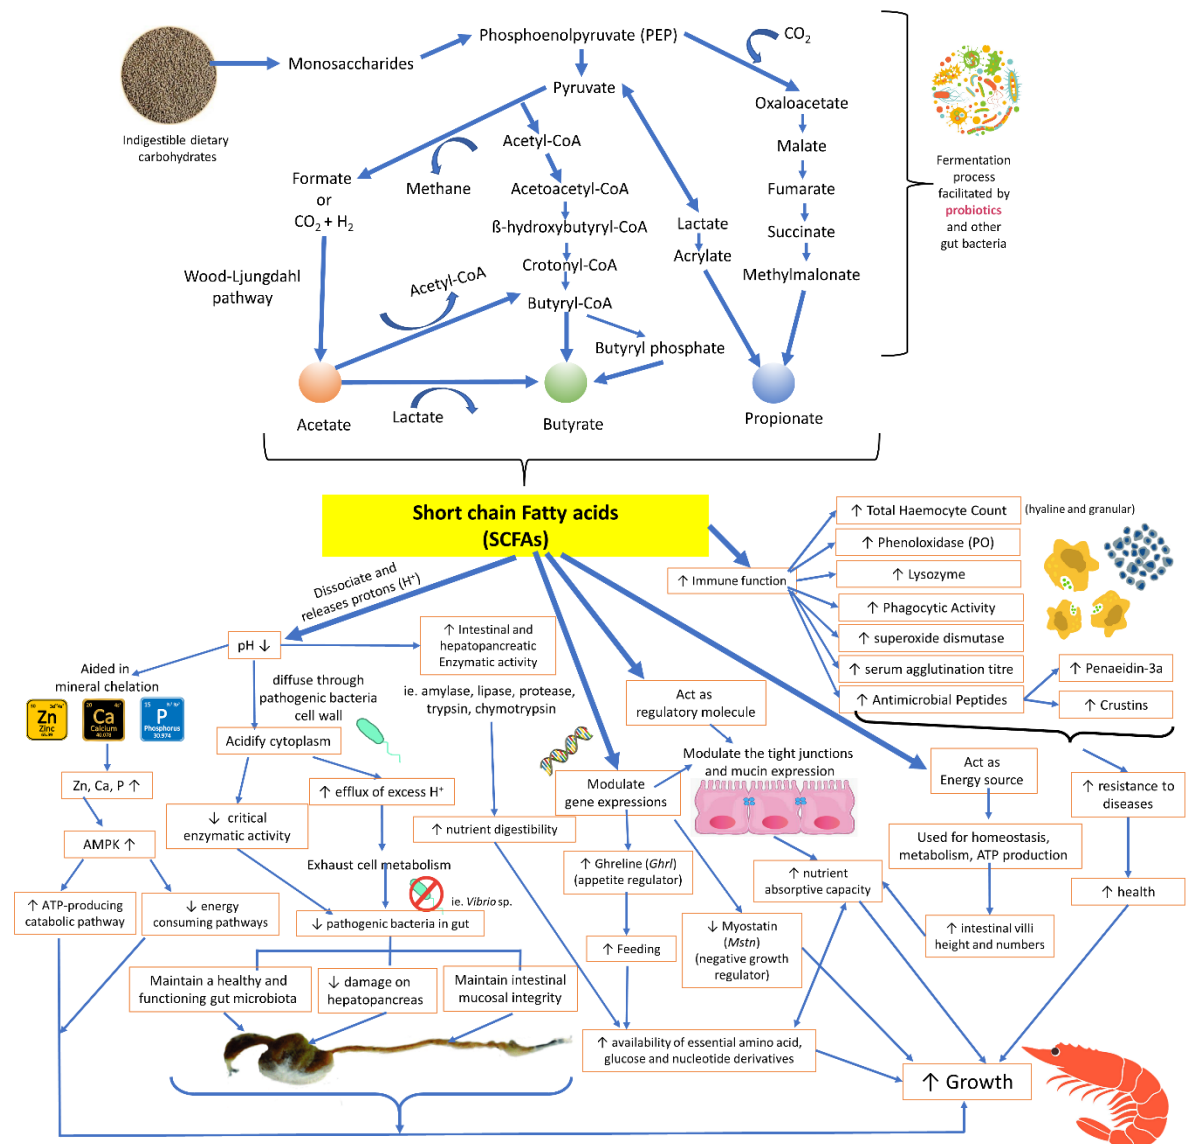 Phosphoenolpyruvate (PEP)
CO2
Monosaccharides
Pyruvate
Indigestible dietary
carbohydrates
Oxaloacetate
Acetyl-CoA
Malate
Fermentation
process
facilitated by
probiotics
and other
gut bacteria
Formate
or
CO2 + H2
Methane
Acetoacetyl-CoA
Fumarate
ß-hydroxybutyryl-CoA
Lactate
Succinate
Acrylate
Crotonyl-CoA
Methylmalonate
Wood-Ljungdahl
pathway
Acetyl-CoA
Butyryl-CoA
Butyryl phosphate
Acetate
Lactate
Butyrate
Propionate
Short chain Fatty acids
(SCFAs)
↑ Total Haemocyte Count
(hyaline and granular)
↑ Phenoloxidase (PO)
↑ Immune function
↑ Lysozyme
↑ Phagocytic Activity
↑ superoxide dismutase
↑ serum agglutination titre
↑ Antimicrobial Peptides
↑ Penaeidin-3a
↑ Crustins
Dissociate and
releases protons (H+)
pH ↓
↑ Intestinal and
hepatopancreatic
Enzymatic activity
Aided in
mineral chelation
diffuse through
pathogenic bacteria
cell wall
ie. amylase, lipase, protease,
trypsin, chymotrypsin
Act as
regulatory molecule
Zn
Zinc
20
Ca
Calcium
15
P
Phosphorus
30.974
Acidify cytoplasm
Modulate the tight junctions
and mucin expression
Act as
Energy source
Zn, Ca, P ↑
↑ efflux of excess H+
Modulate
gene expressions
↑ resistance to
diseases
↓ critical
enzymatic activity
↑ nutrient digestibility
Used for homeostasis,
metabolism, ATP production
AMPK ↑
Exhaust cell metabolism
↑ Ghreline (Ghrl)
(appetite regulator)
↑ nutrient
absorptive capacity
↑ health
↑ ATP-producing
catabolic pathway
↓ energy
consuming pathways
ie. Vibrio sp.
↓ pathogenic bacteria in gut
↓ Myostatin
(Mstn)
(negative growth
regulator)
↑ intestinal villi
height and numbers
↑ Feeding
Maintain a healthy and
functioning gut microbiota
↓ damage on
hepatopancreas
Maintain intestinal
mucosal integrity
↑ availability of essential amino acid,
glucose and nucleotide derivatives
↑ Growth